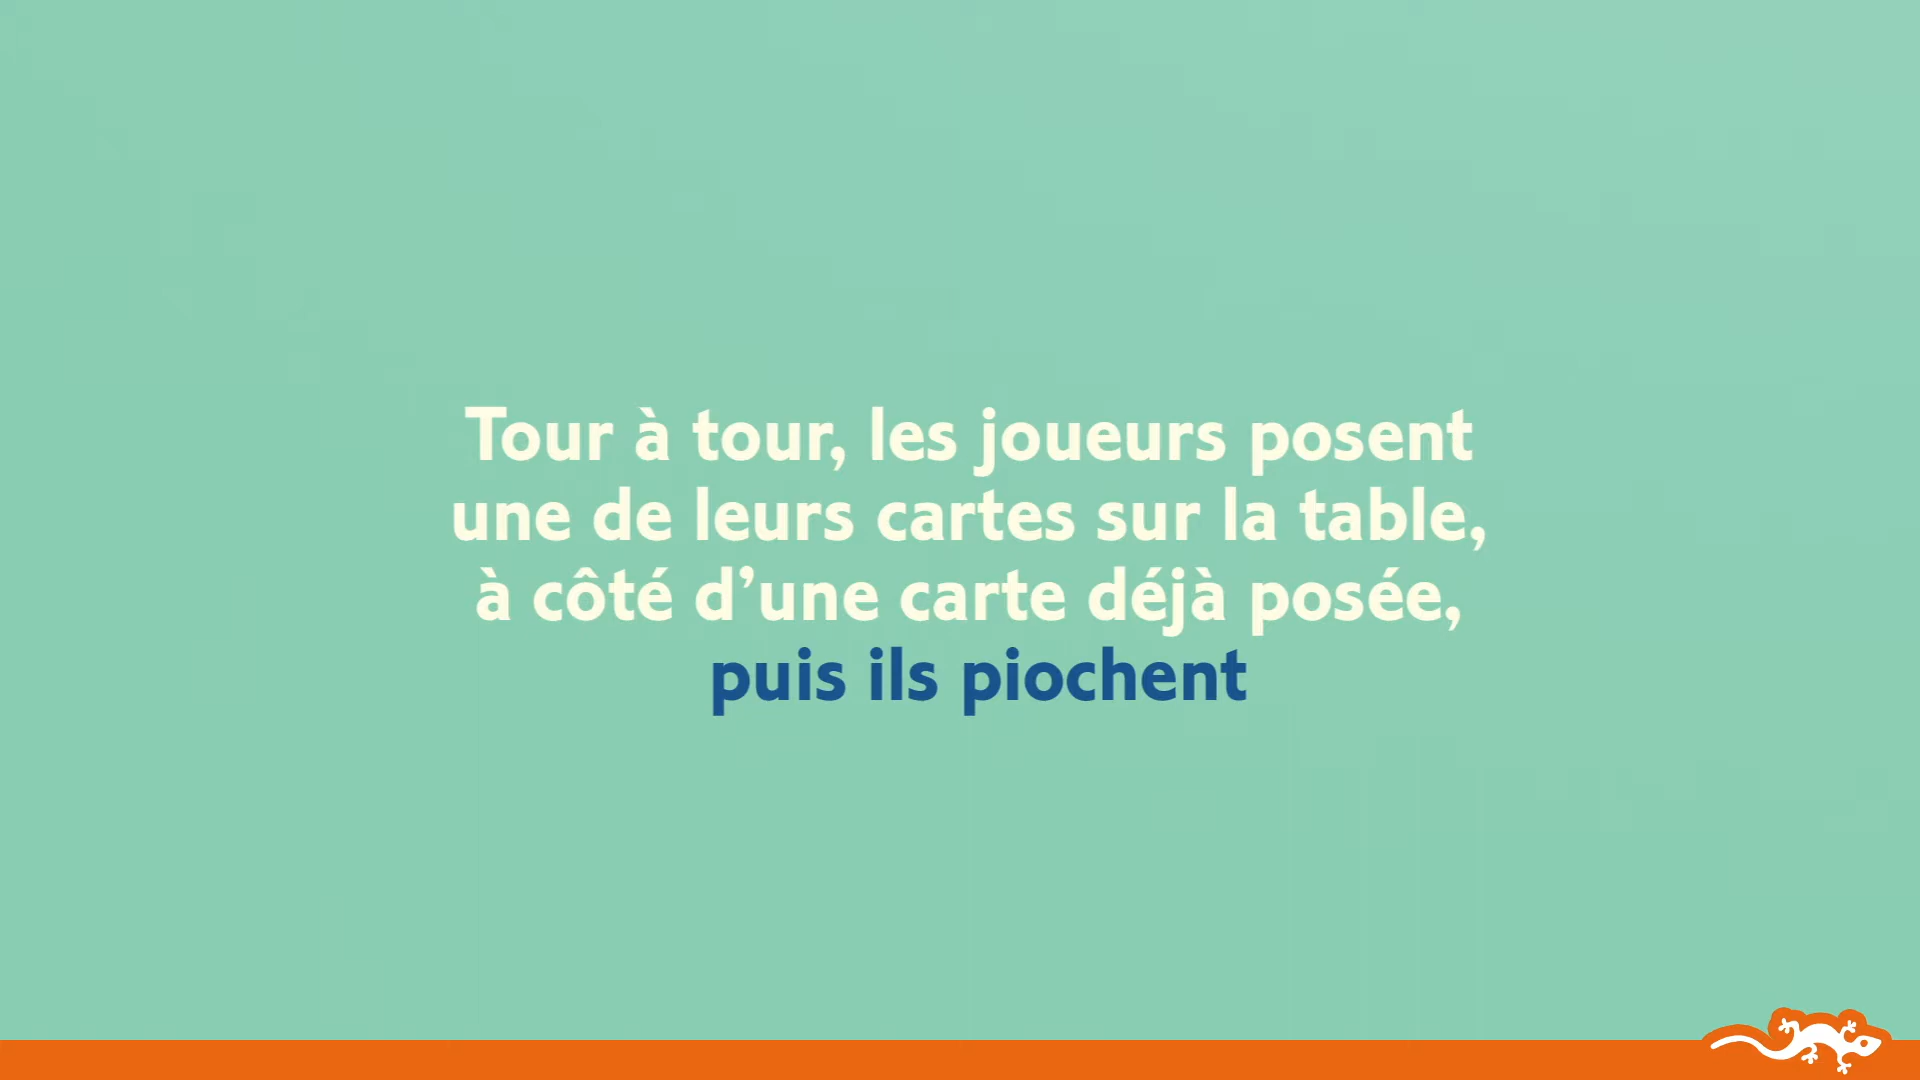 Tour à tour, les joueurs posent
une de leurs cartes sur la table,
à côté d’une carte déjà posée,
puis ils piochent